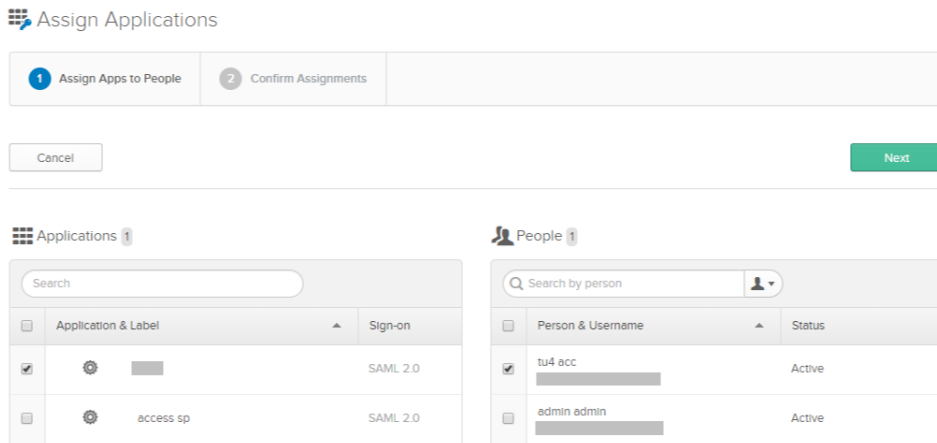 Assign Applications
1 Assign Apps to People 2 Confirm Assignments
Cancel Next
Applications 1
Search
Application & Label Sign-on
SAML 2.0
access sp SAML 2.0
People 1
Search by person
Person & Username Status
tu4 acc Active
admin admin Active